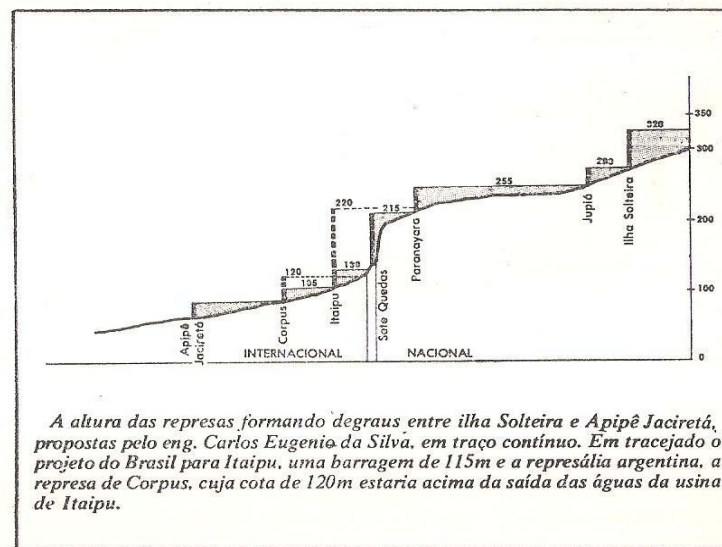 328
350
300
293
255
220
215
200
130
120
105
100
0
Apipê
Jaciretá
Corpus
Itaipu
Sete Quedas
Paranayara
Jupiá
Ilha Solteira
INTERNACIONAL
NACIONAL
A altura das represas formando degraus entre ilha Solteira e Apipê Jaciretá,
propostas pelo eng. Carlos Eugenio da Silva, em traço contínuo. Em tracejado o
projeto do Brasil para Itaipu, uma barragem de 115m e a represália argentina, a
represa de Corpus, cuja cota de 120m estaria acima da saída das águas da usina
de Itaipu.